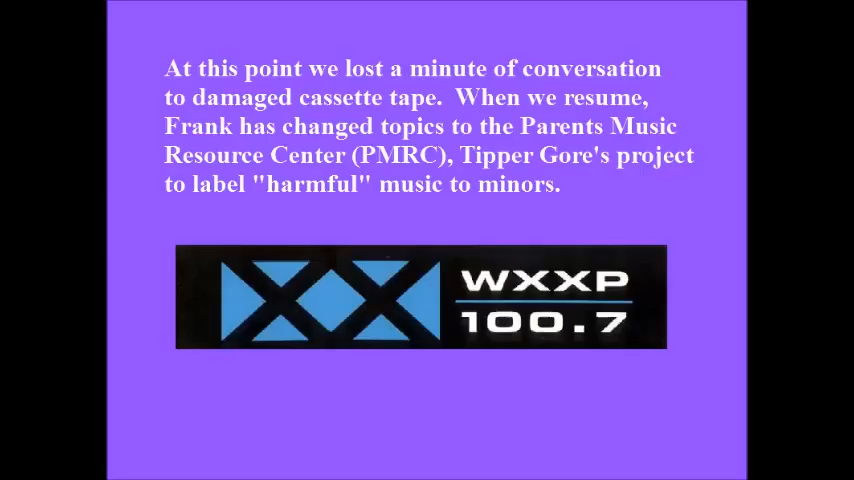 At this point we lost a minute of conversation
to damaged cassette tape.  When we resume,
Frank has changed topics to the Parents Music
Resource Center (PMRC), Tipper Gore's project
to label "harmful" music to minors.
XX WXXP
100.7